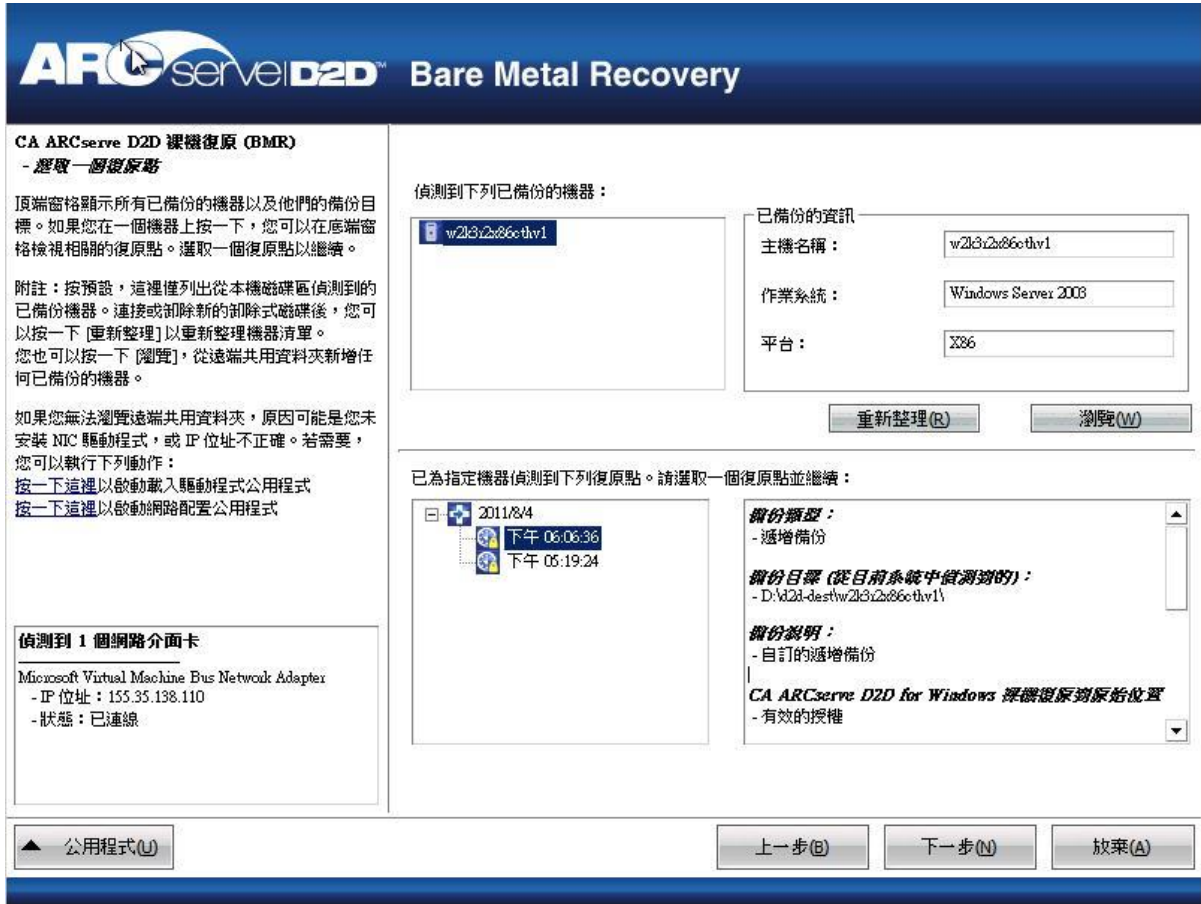 ARCserve D2D™ Bare Metal Recovery
CA ARCserve D2D 裸機復原 (BMR)
- 選取一個復原點
頂端窗格顯示所有已備份的機器以及他們的備份目
標。如果您在一個機器上按一下，您可以在底端窗
格檢視相關的復原點。選取一個復原點以繼續。
附註：按預設，這裡僅列出從本機磁碟區偵測到的
已備份機器。連接或卸除新的卸除式磁碟後，您可
以按一下 [重新整理] 以重新整理機器清單。
您也可以按一下 [瀏覽]，從遠端共用資料夾新增任
何已備份的機器。
如果您無法瀏覽遠端共用資料夾，原因可能是您未
安裝 NIC 驅動程式，或 IP 位址不正確。若需要，
您可以執行下列動作：
按一下這裡以啟動載入驅動程式公用程式
按一下這裡以啟動網路配置公用程式
偵測到 1 個網路介面卡
Microsoft Virtual Machine Bus Network Adapter
- IP 位址：155.35.138.110
- 狀態：已連線
偵測到下列已備份的機器：
w2k3r2x86cthv1
已備份的資訊
主機名稱：
w2k3r2x86cthv1
作業系統：
Windows Server 2003
平台：
X86
重新整理(R)
瀏覽(W)
已為指定機器偵測到下列復原點。請選取一個復原點並繼續：
2011/8/4
下午 06:06:36
下午 05:19:24
備份類型：
- 遞增備份
備份目標 (從目前系統中偵測到的)：
- D:\d2d-dest\w2k3r2x86cthv1\
備份說明：
- 自訂的遞增備份
CA ARCserve D2D for Windows 裸機復原到原始位置
- 有效的授權
公用程式(U)
上一步(B)
下一步(N)
放棄(A)